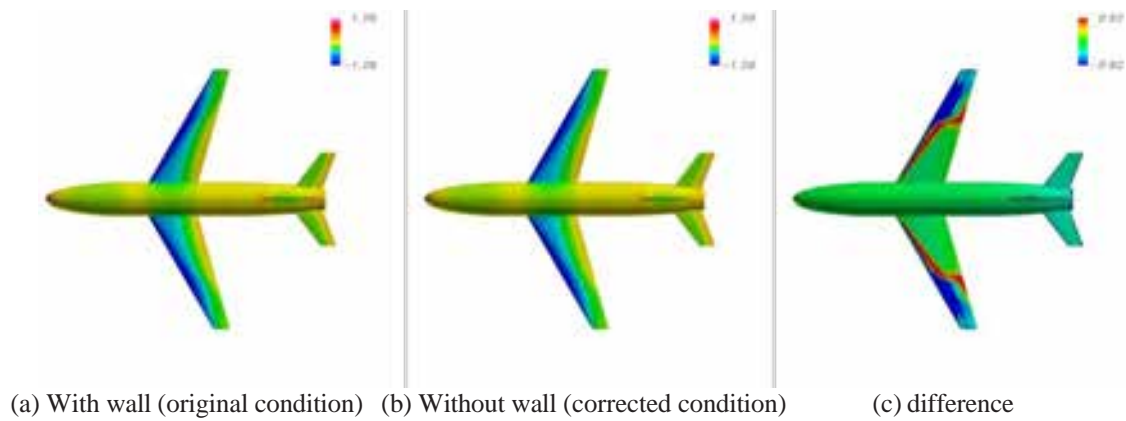 (a) With wall (original condition)
(b) Without wall (corrected condition)
(c) difference